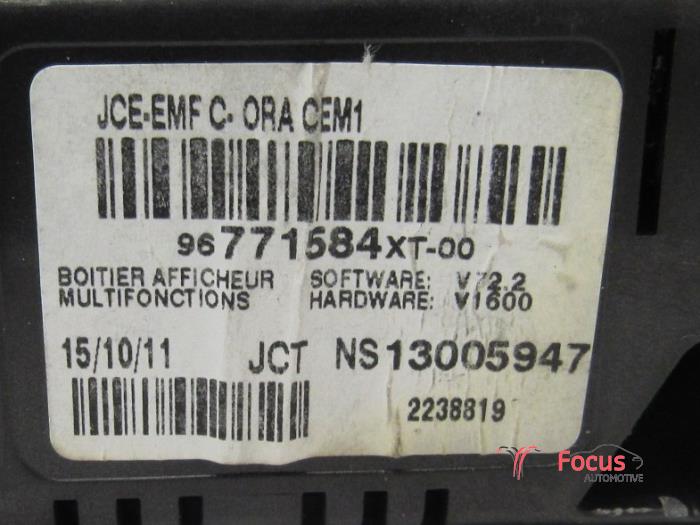 JCE-EMF C- ORA CEM1
96771584XT-00
BOITIER AFFICHEUR SOFTWARE: V72.2
MULTIFONCTIONS HARDWARE: V1600
15/10/11 JCT NS13005947
2238819
Focus
AUTOMOTIVE